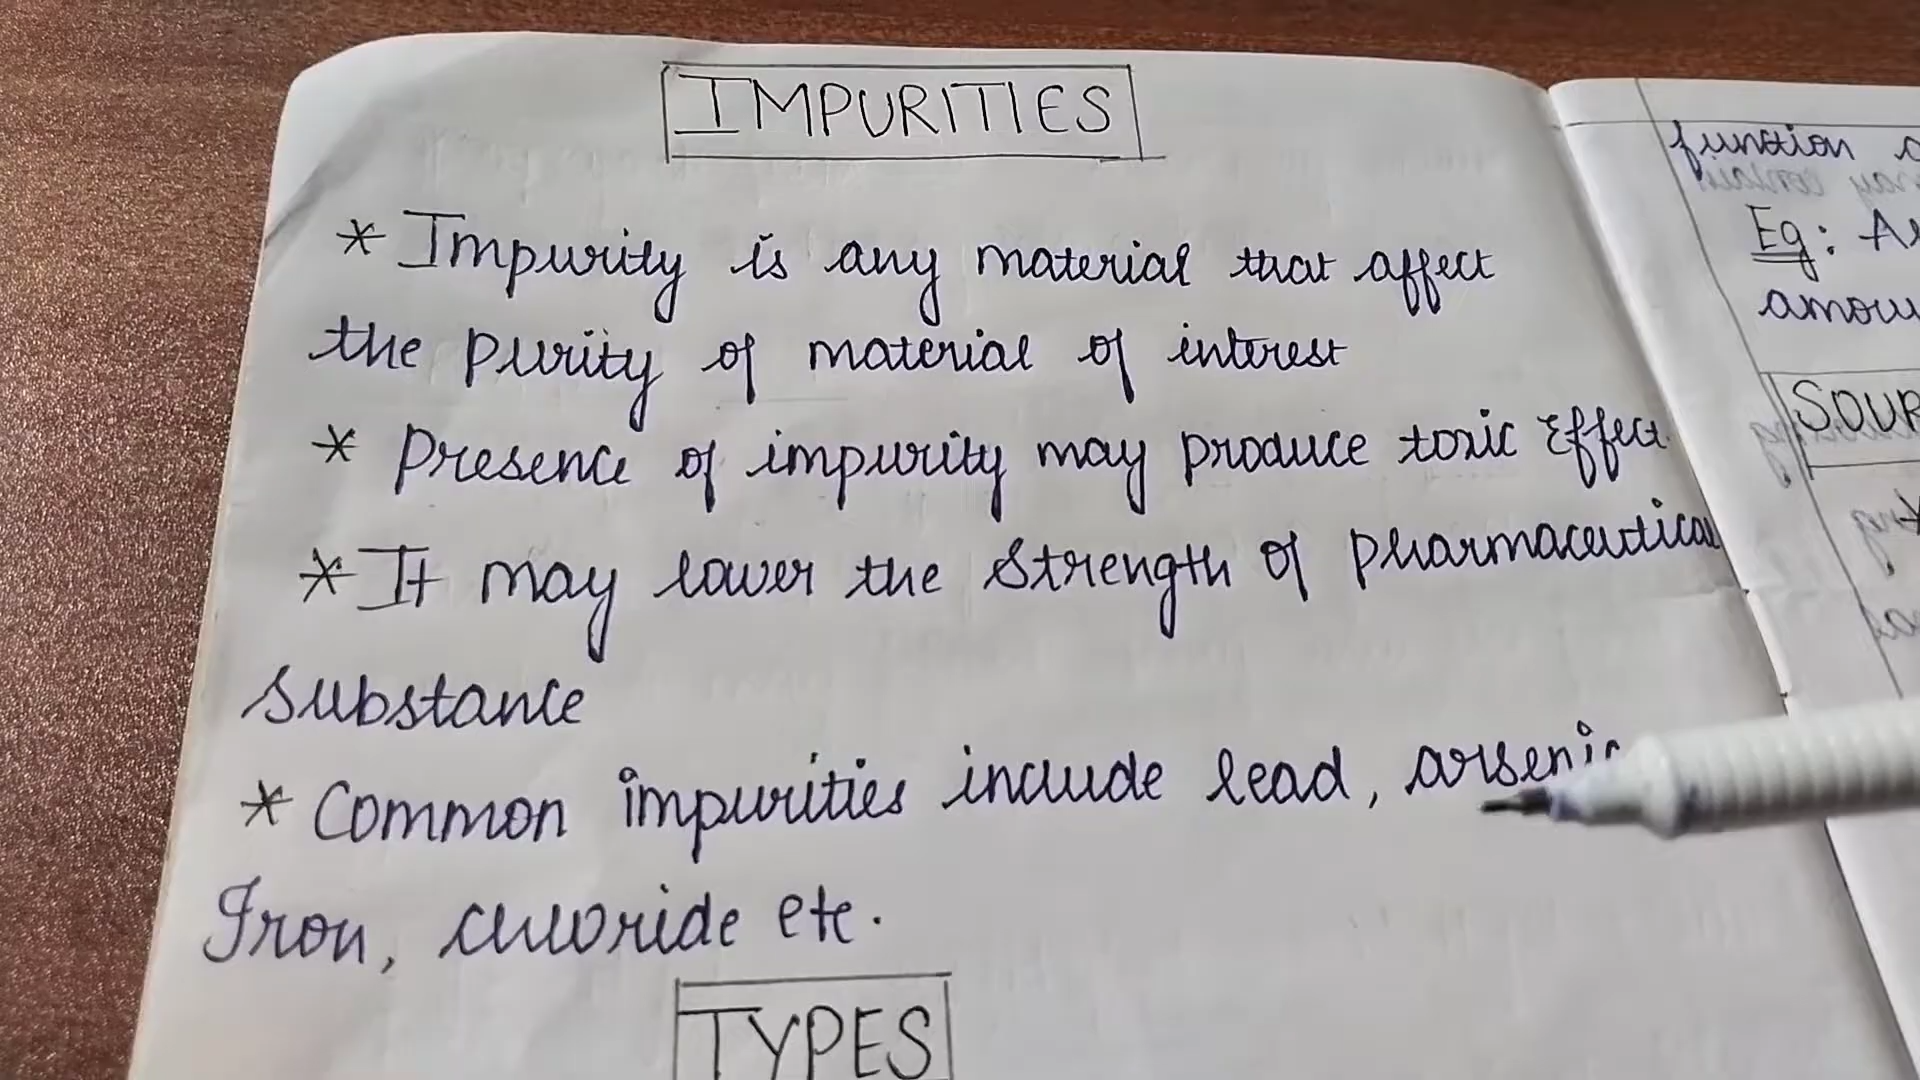 IMPURITIES
* Impurity is any material that affect
the purity of material of interest
* Presence of impurity may produce toxic Effect
* It may lower the strength of pharmaceutical
substance
* Common impurities include lead, arsenic
Iron, chloride etc.
TYPES
function
Eg: